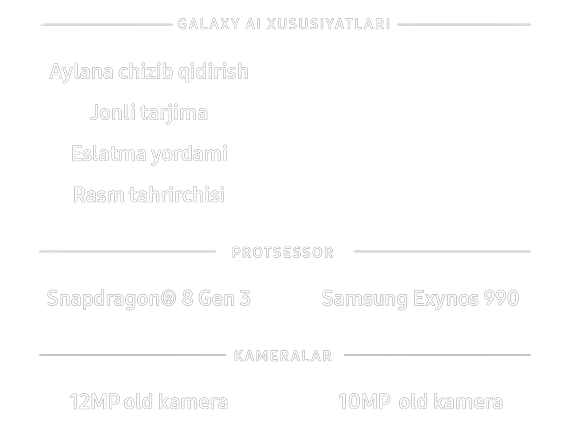 GALAXY AI XUSUSIYATLARI
Aylana chizib qidirish
Jonli tarjima
Eslatma yordami
Rasm tahrirchisi
PROTSESSOR
Snapdragon® 8 Gen 3 Samsung Exynos 990
KAMERALAR
12MP old kamera 10MP old kamera